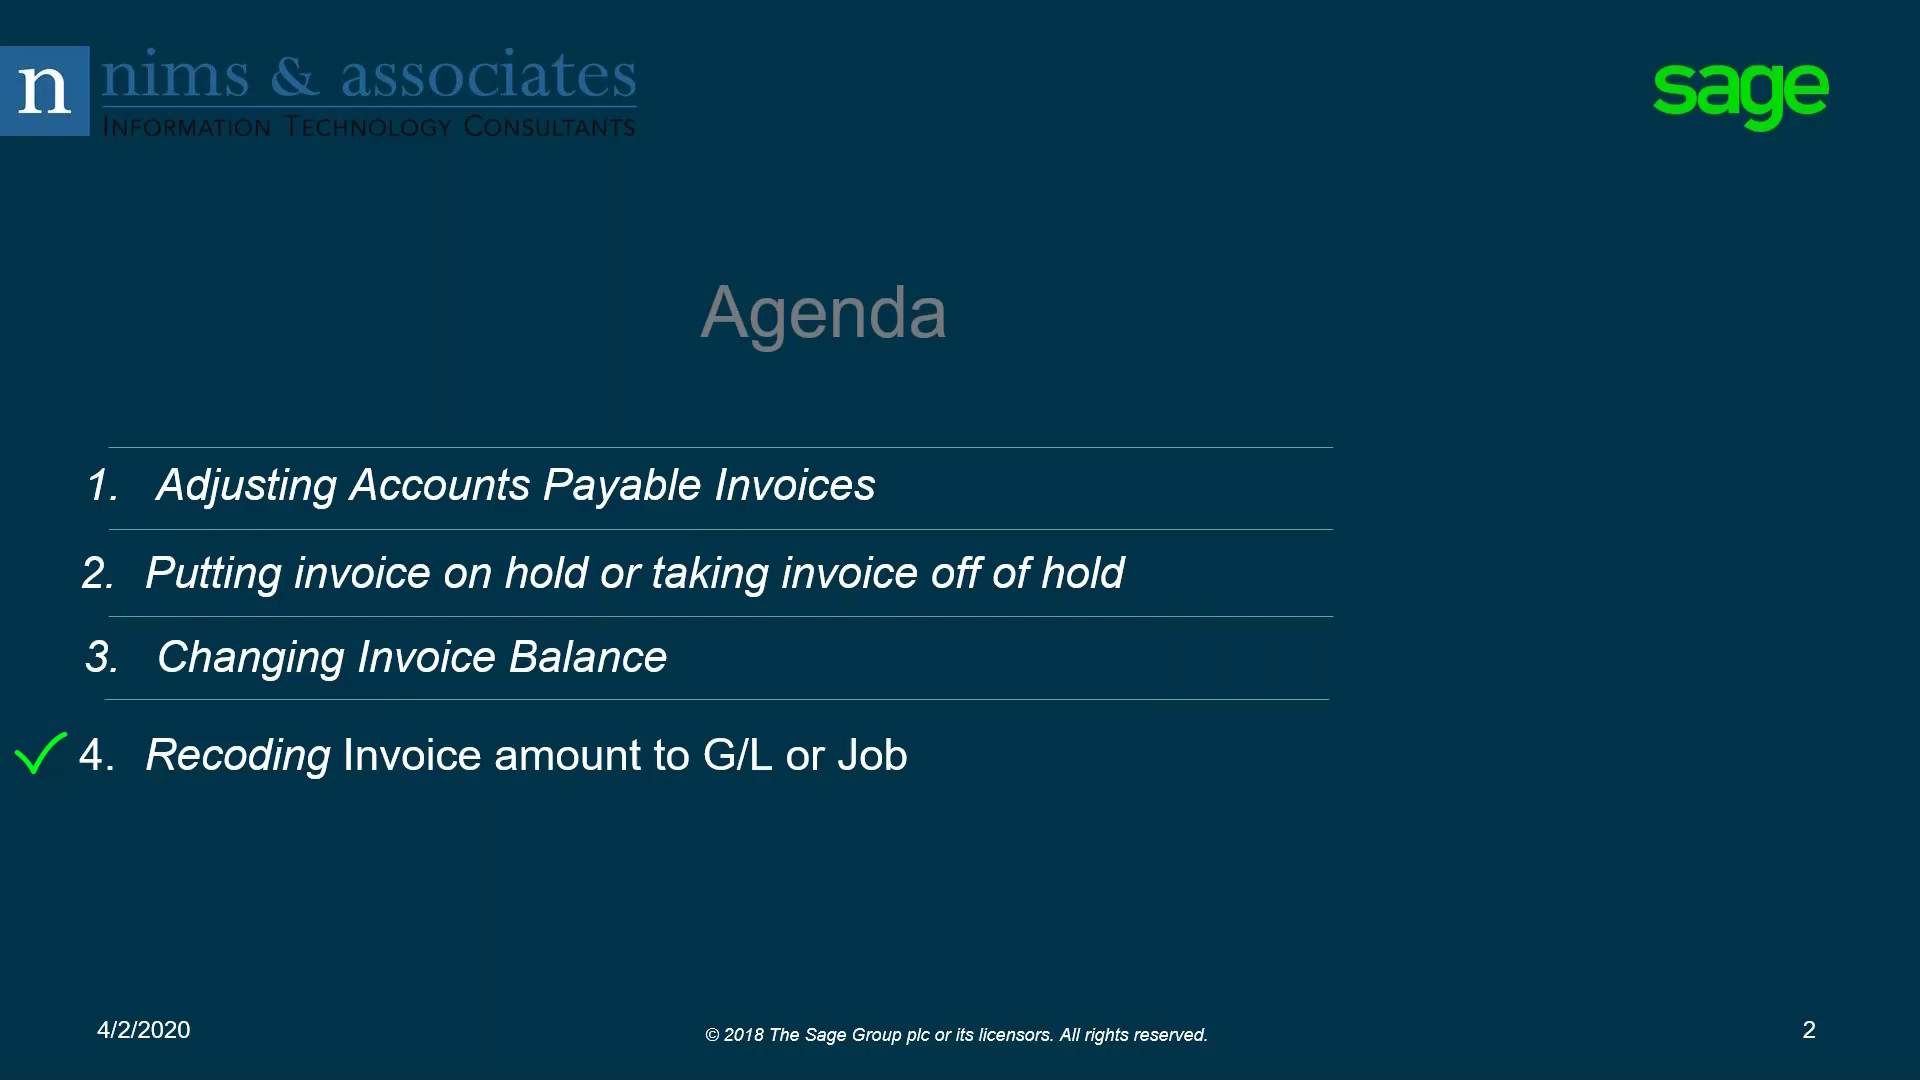 n nims & associates
INFORMATION TECHNOLOGY CONSULTANTS
sage
Agenda
1. Adjusting Accounts Payable Invoices
2. Putting invoice on hold or taking invoice off of hold
3. Changing Invoice Balance
4. Recoding Invoice amount to G/L or Job
4/2/2020
© 2018 The Sage Group plc or its licensors. All rights reserved.
2